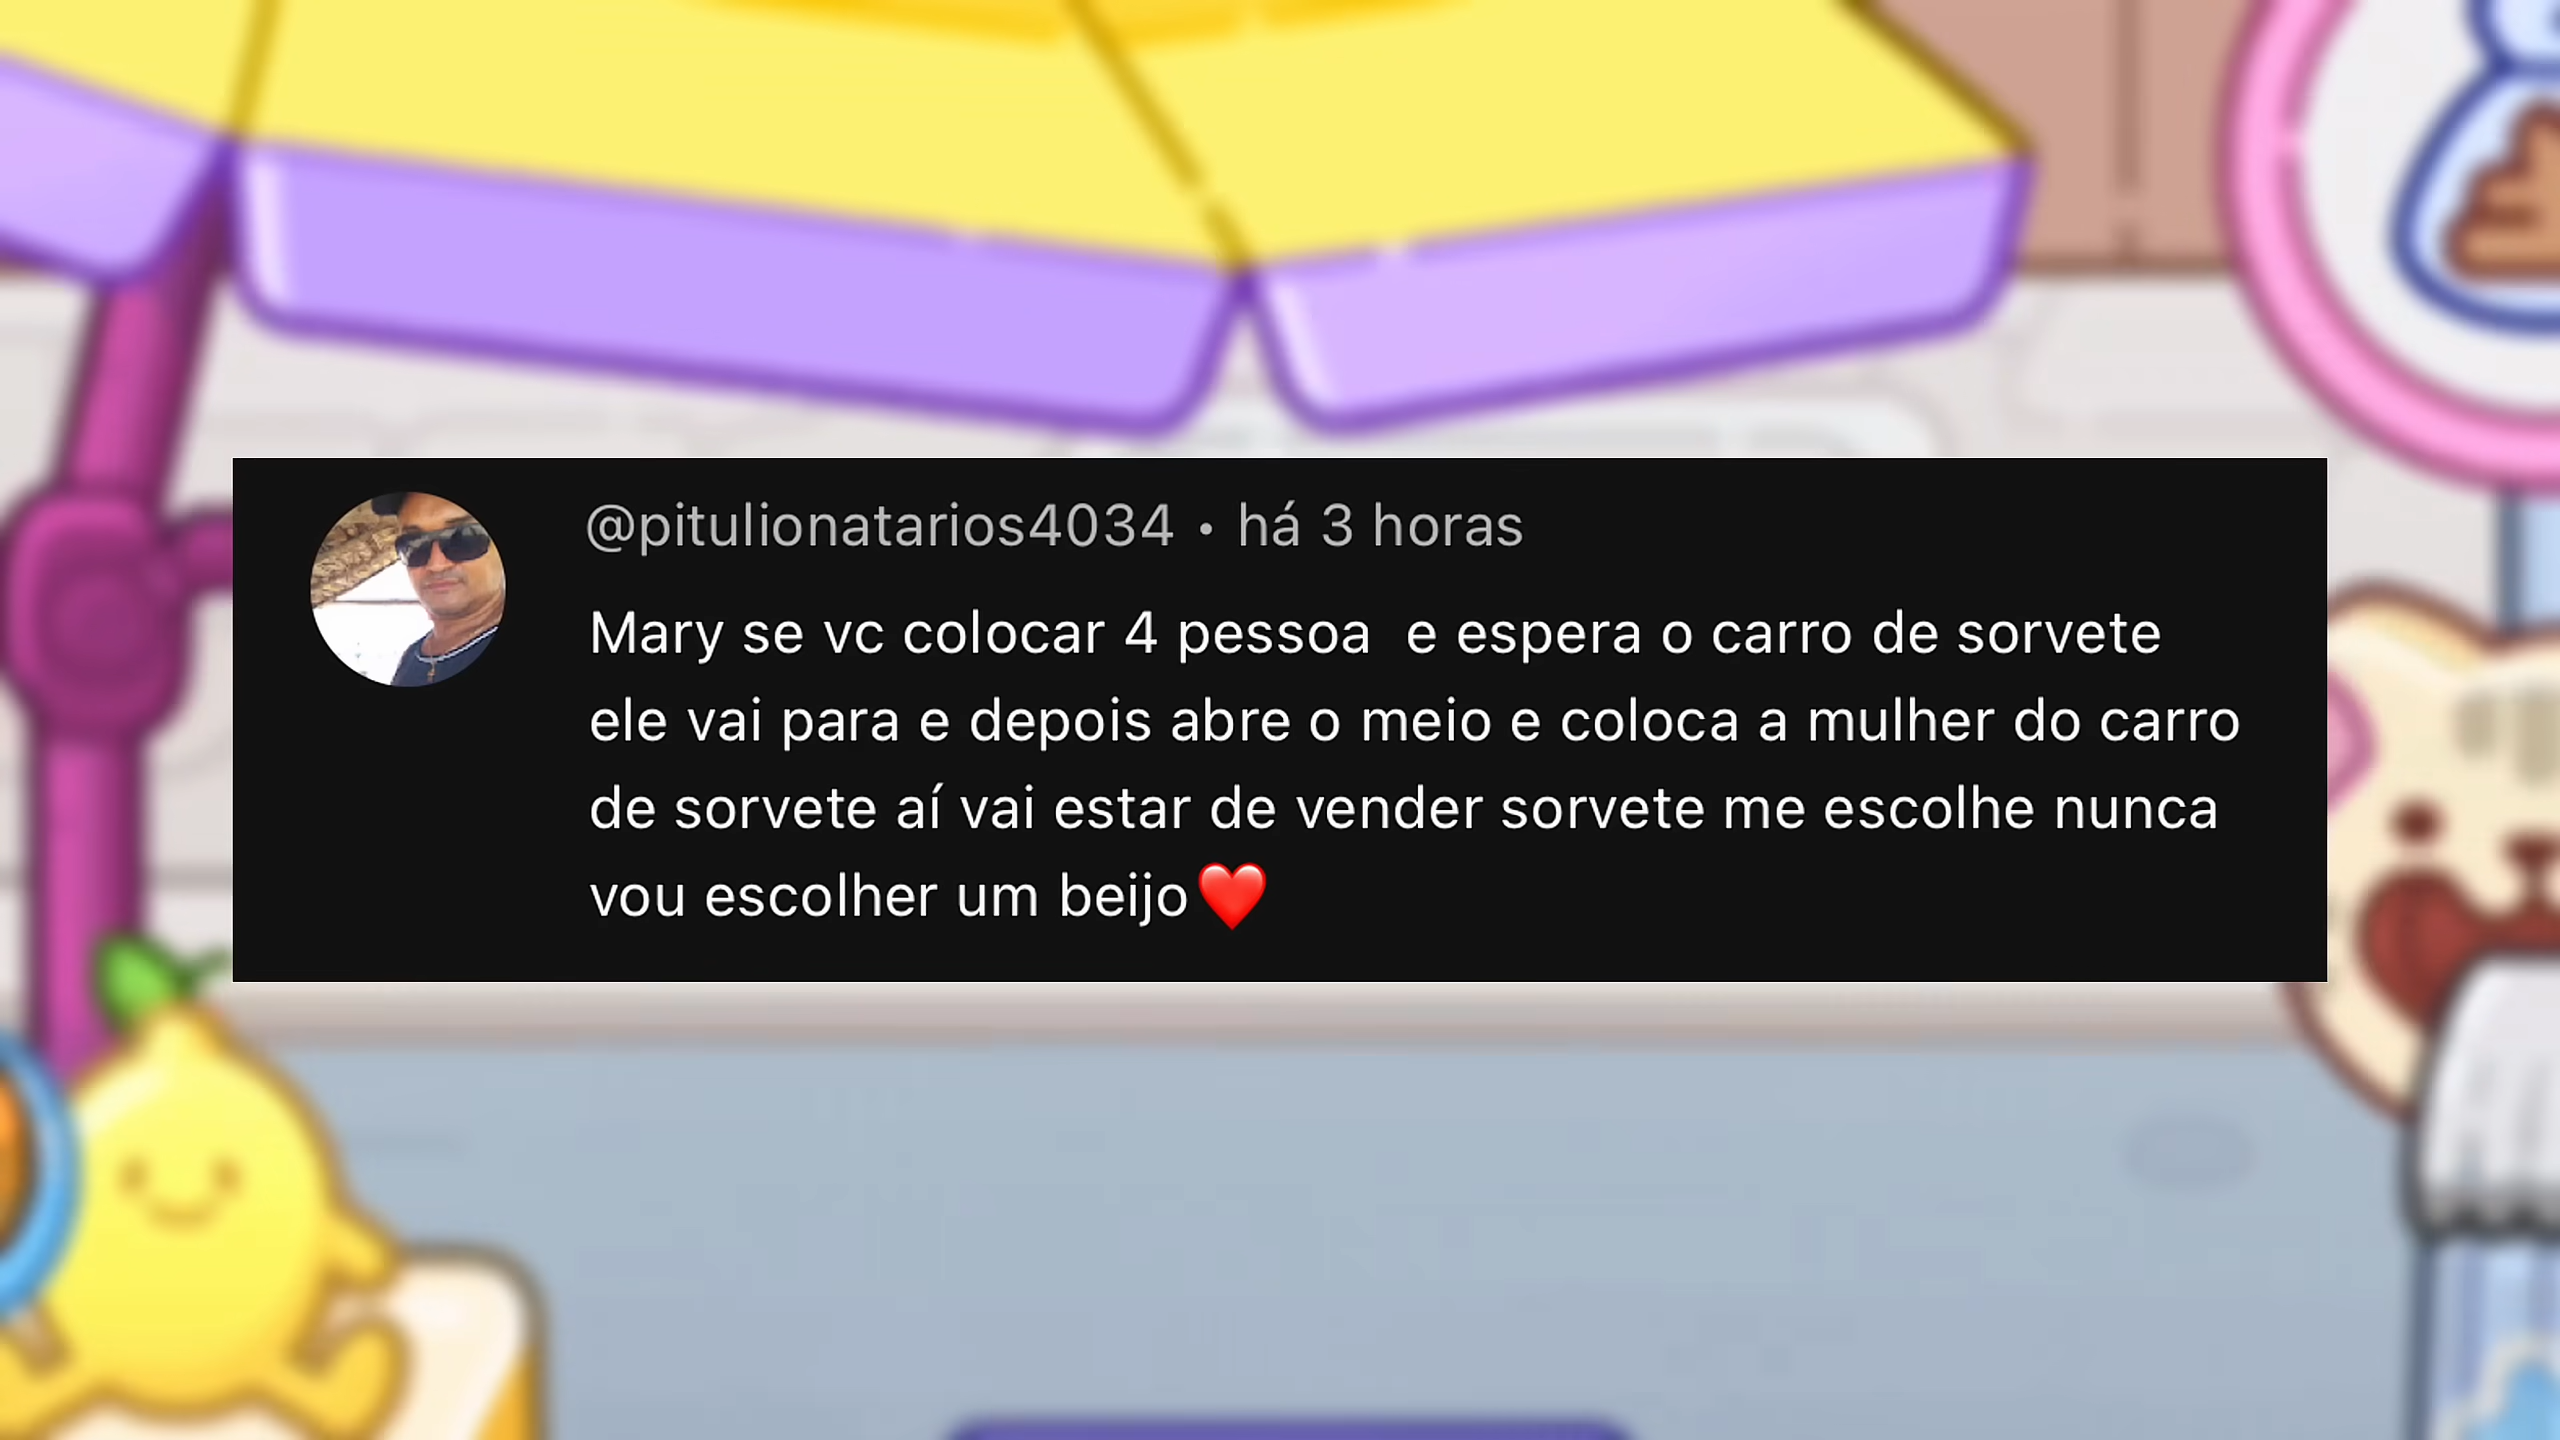 @pitulionatarios4034 • há 3 horas
Mary se vc colocar 4 pessoa  e espera o carro de sorvete
ele vai para e depois abre o meio e coloca a mulher do carro
de sorvete aí vai estar de vender sorvete me escolhe nunca
vou escolher um beijo❤️